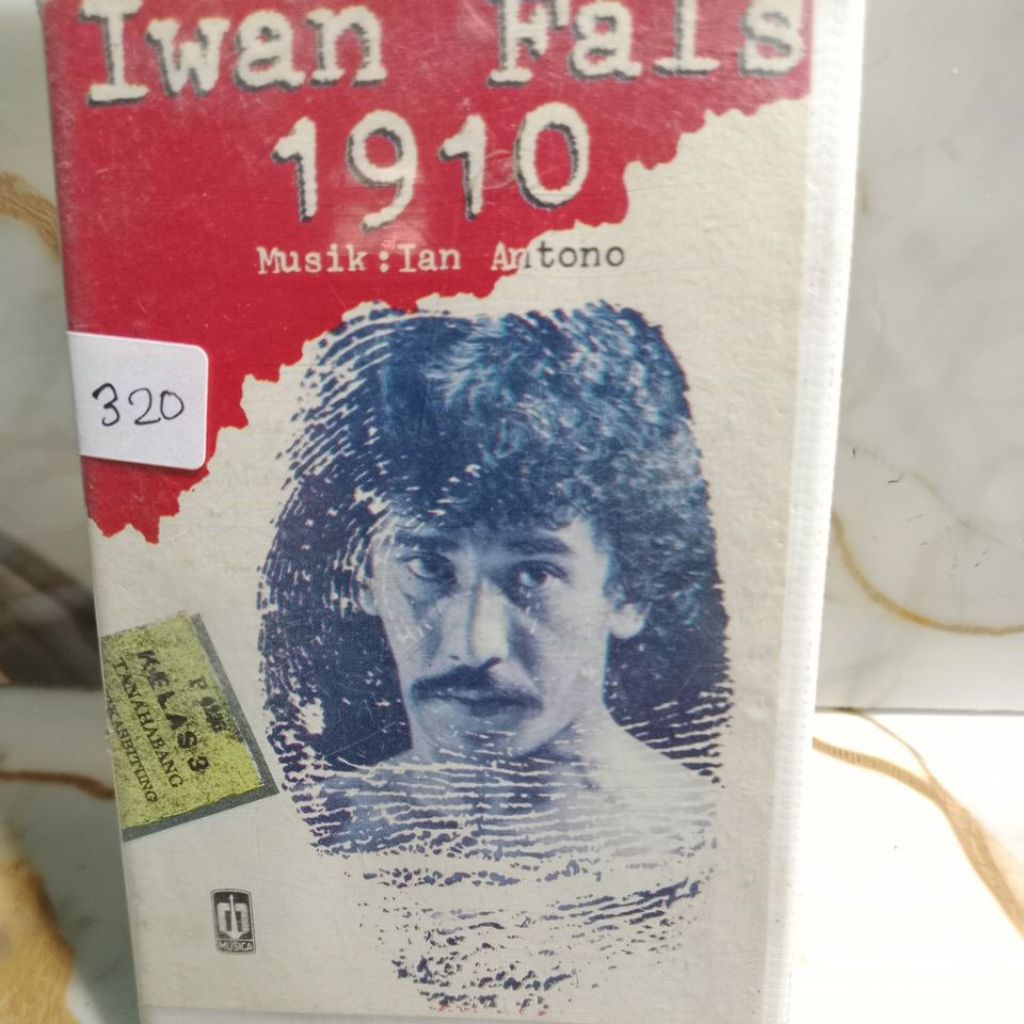 Iwan Fals
1910
Musik:Ian Antono
320
KELAS 3
TANAHABANG
MUSICA